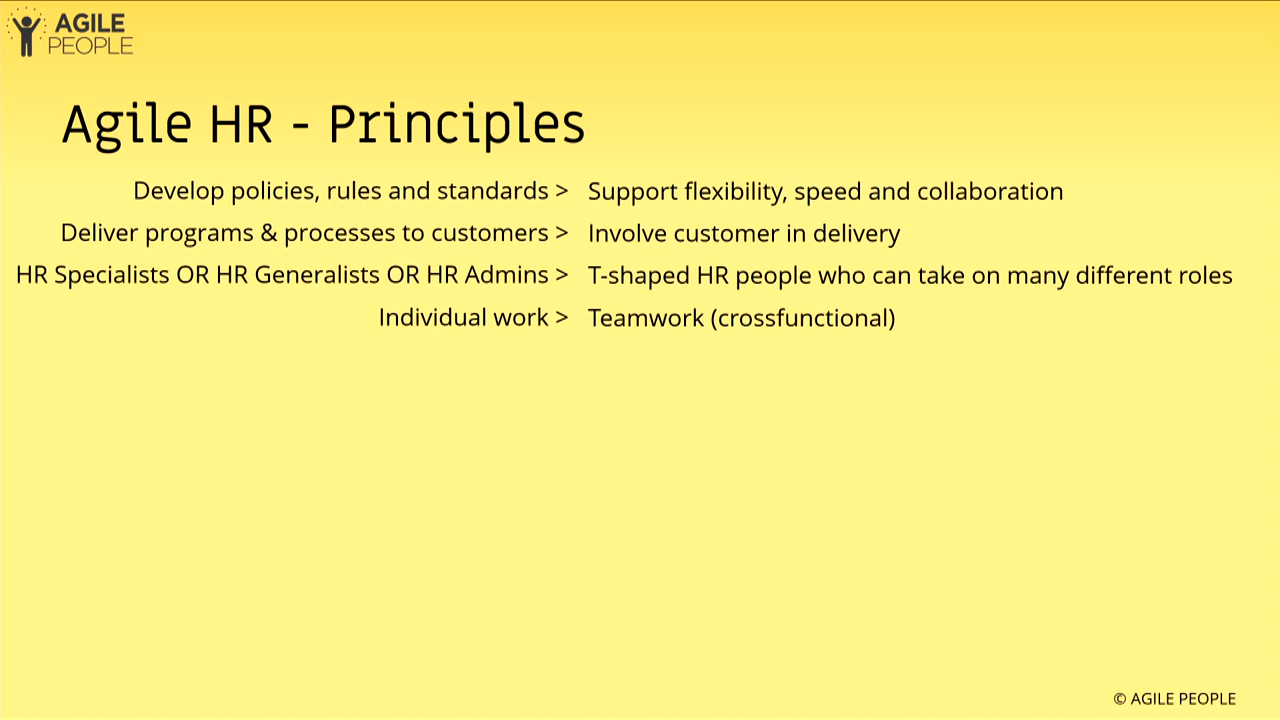 AGILE
PEOPLE
Agile HR - Principles
Develop policies, rules and standards > Support flexibility, speed and collaboration
Deliver programs & processes to customers > Involve customer in delivery
HR Specialists OR HR Generalists OR HR Admins > T-shaped HR people who can take on many different roles
Individual work > Teamwork (crossfunctional)
© AGILE PEOPLE